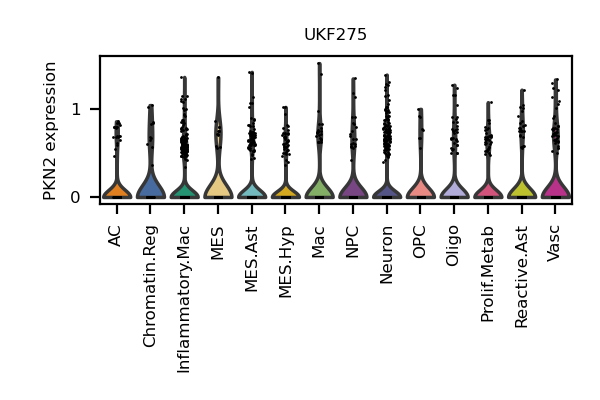 UKF275
PKN2 expression
1
0
AC
Chromatin.Reg
Inflammatory.Mac
MES
MES.Ast
MES.Hyp
Mac
NPC
Neuron
OPC
Oligo
Prolif.Metab
Reactive.Ast
Vasc